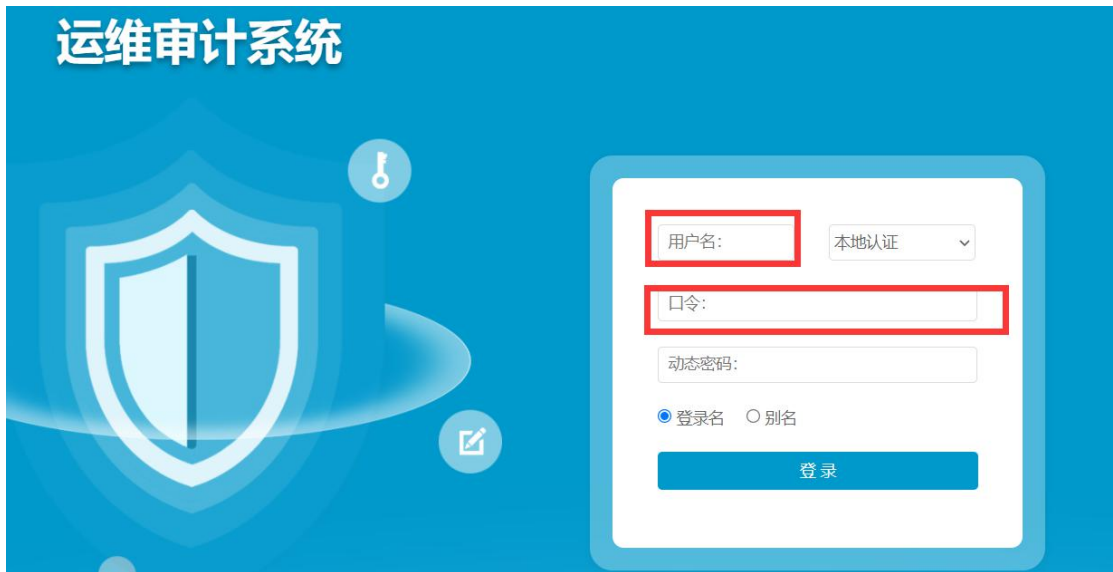 运维审计系统
用户名：
本地认证
口令：
动态密码：
登录名
别名
登录